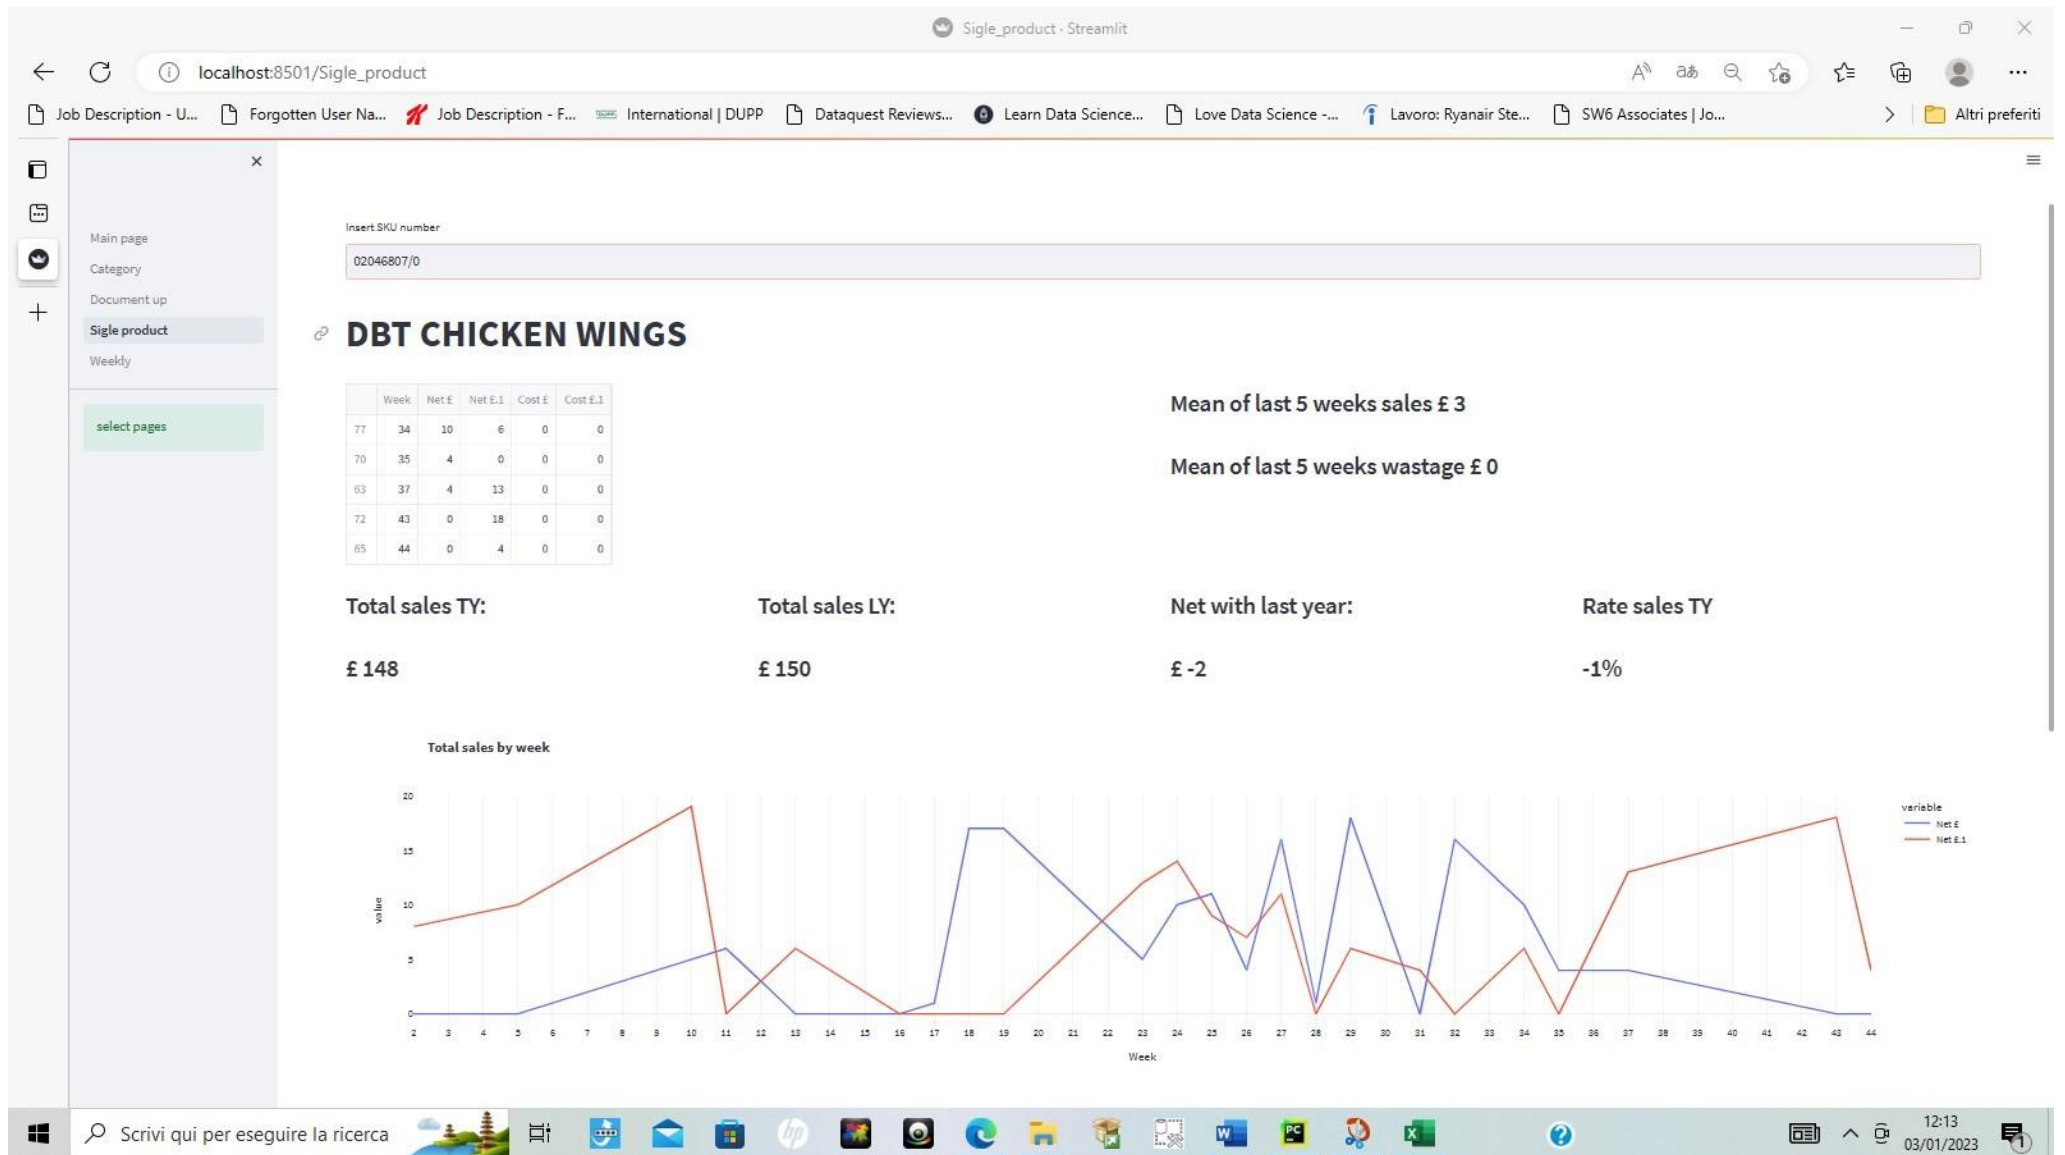 Sigle_product - Streamlit
localhost:8501/Sigle_product
Job Description - U... Forgotten User Na... Job Description - F... International | DUPP Dataquest Reviews... Learn Data Science... Love Data Science -... Lavoro: Ryanair Ste... SW6 Associates | Jo... Altri preferiti
Main page
Category
Document up
Sigle product
Weekly
select pages
Insert SKU number
02046807/0
DBT CHICKEN WINGS
Week Net £ Net £.1 Cost £ Cost £.1
77 34 10 6 0 0
70 35 4 0 0 0
63 37 4 13 0 0
72 43 0 18 0 0
65 44 0 4 0 0
Mean of last 5 weeks sales £ 3
Mean of last 5 weeks wastage £ 0
Total sales TY: Total sales LY: Net with last year: Rate sales TY
£ 148 £ 150 £ -2 -1%
Total sales by week
20
15
10
5
0
value
2 3 4 5 6 7 8 9 10 11 12 13 14 15 16 17 18 19 20 21 22 23 24 25 26 27 28 29 30 31 32 33 34 35 36 37 38 39 40 41 42 43 44
Week
variable
Net £
Net £.1
Scrivi qui per eseguire la ricerca
12:13
03/01/2023